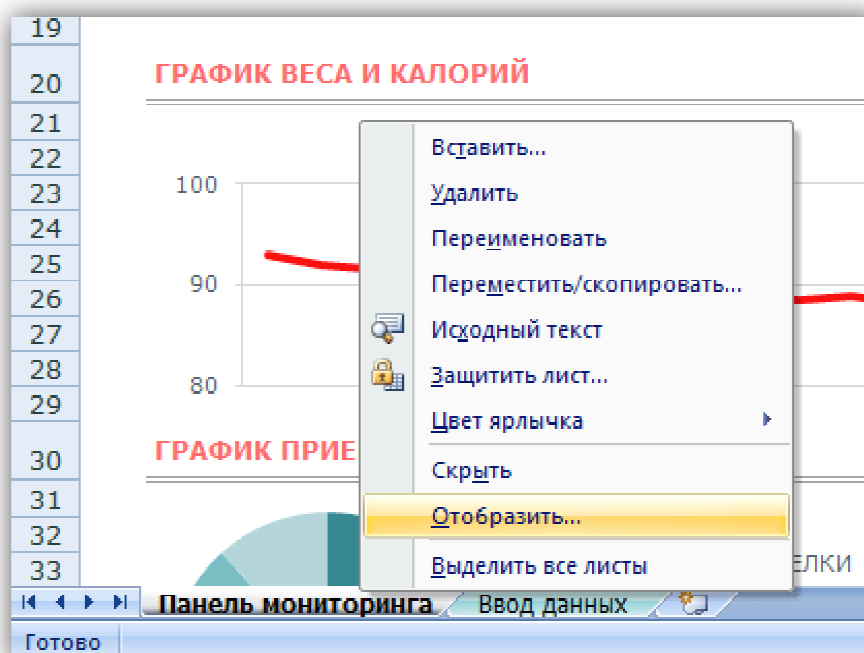 19
20
ГРАФИК ВЕСА И КАЛОРИЙ
21
22
23
24
25
26
27
28
29
30
31
32
33
100
90
80
Вставить...
Удалить
Переименовать
Переместить/скопировать...
Исходный текст
Защитить лист...
Цвет ярлычка
Скрыть
Отобразить...
Выделить все листы
ГРАФИК ПРИЕ
ЕЛКИ
Панель мониторинга
Ввод данных
Готово